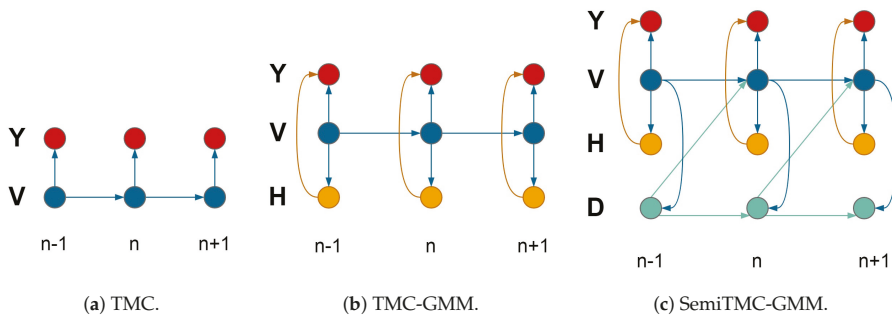 Y
V
n-1 n n+1
(a) TMC.
Y
V
H
n-1 n n+1
(b) TMC-GMM.
Y
V
H
D
n-1 n n+1
(c) SemiTMC-GMM.